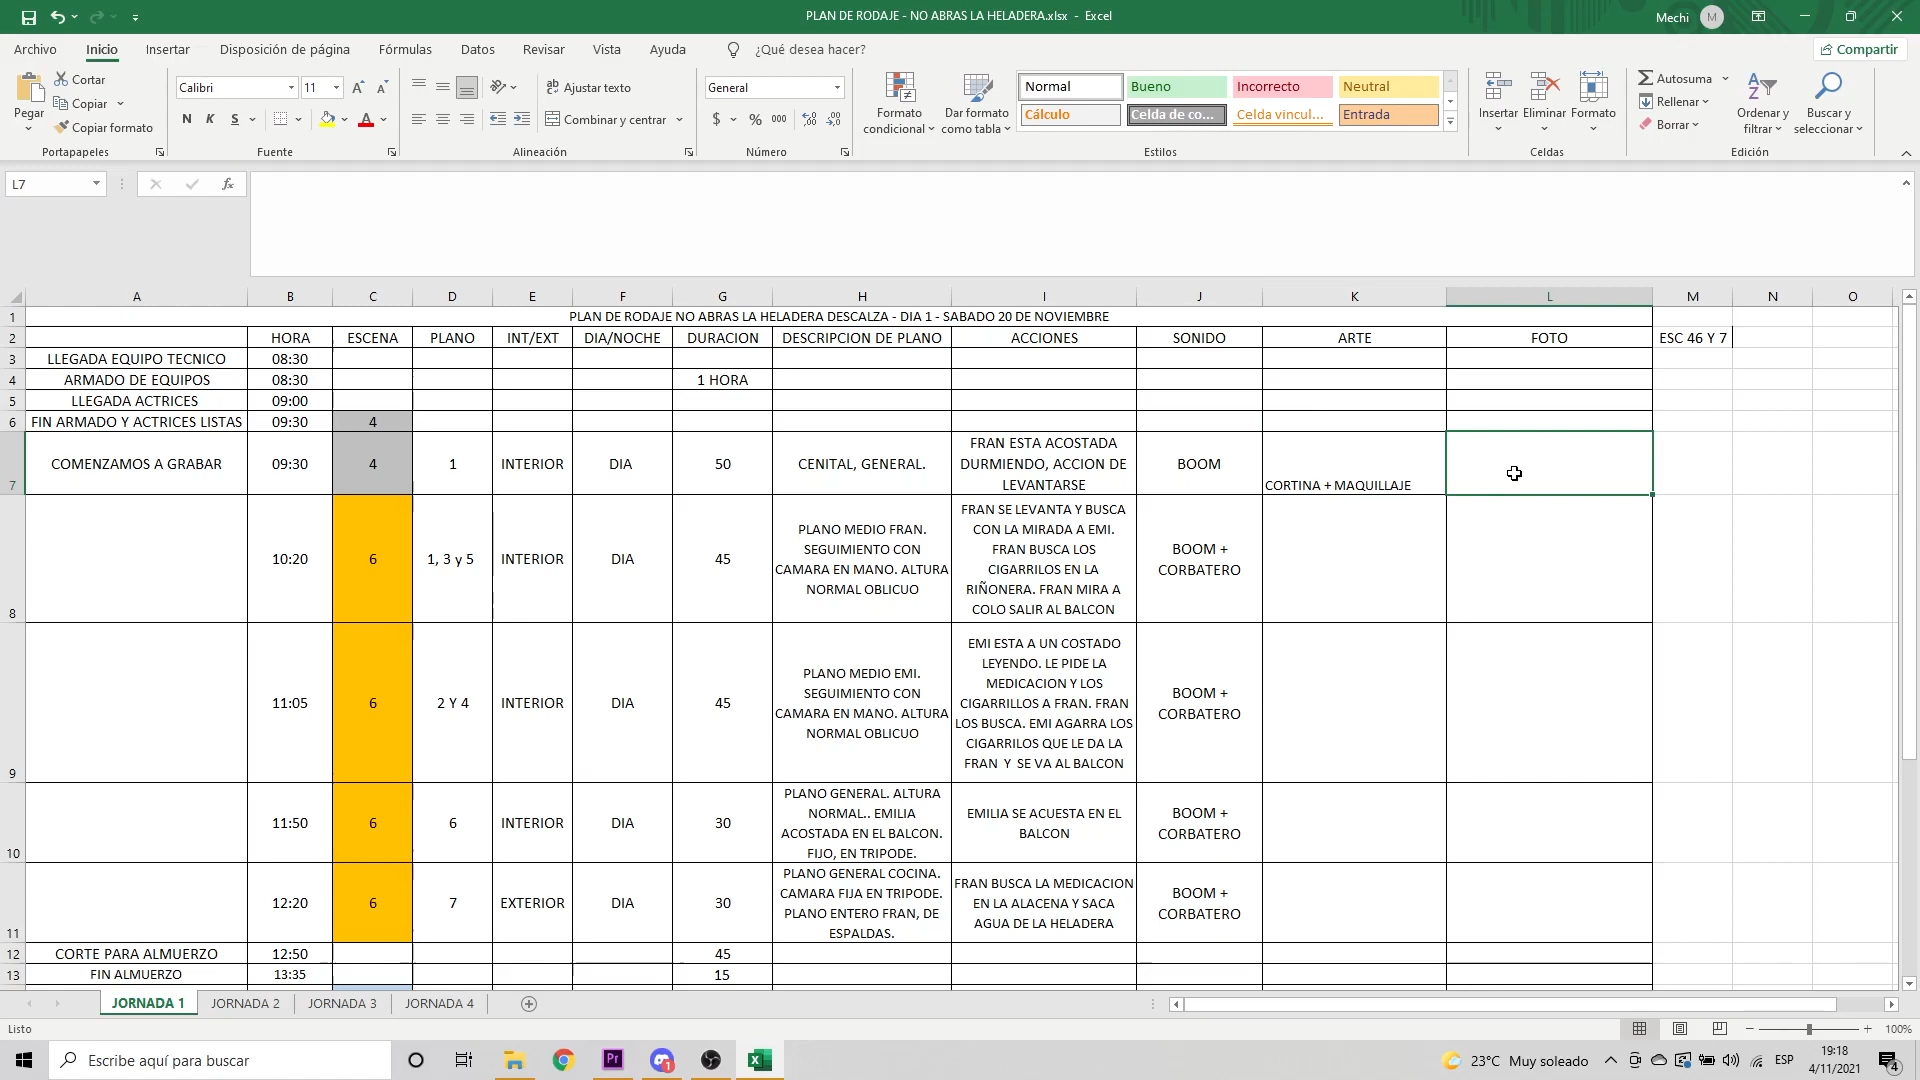 PLAN DE RODAJE - NO ABRAS LA HELADERA.xlsx - Excel
Mechi M
Archivo Inicio Insertar Disposición de página Fórmulas Datos Revisar Vista Ayuda ¿Qué desea hacer? Compartir
Pegar
Cortar
Copiar
Copiar formato
Portapapeles
Calibri 11
N K S
Fuente
Ajustar texto
Combinar y centrar
Alineación
General
$ % 000
Número
Formato condicional
Dar formato como tabla
Normal Bueno Incorrecto Neutral
Cálculo Celda de co... Celda vincul... Entrada
Estilos
Insertar Eliminar Formato
Celdas
Autosuma
Rellenar
Borrar
Ordenar y filtrar
Buscar y seleccionar
Edición
L7 fx
A B C D E F G H I J K L M N O
1 PLAN DE RODAJE NO ABRAS LA HELADERA DESCALZA - DIA 1 - SABADO 20 DE NOVIEMBRE
2 HORA ESCENA PLANO INT/EXT DIA/NOCHE DURACION DESCRIPCION DE PLANO ACCIONES SONIDO ARTE FOTO ESC 46 Y 7
3 LLEGADA EQUIPO TECNICO 08:30
4 ARMADO DE EQUIPOS 08:30 1 HORA
5 LLEGADA ACTRICES 09:00
6 FIN ARMADO Y ACTRICES LISTAS 09:30 4
7 COMENZAMOS A GRABAR 09:30 4 1 INTERIOR DIA 50 CENITAL, GENERAL.
FRAN ESTA ACOSTADA
DURMIENDO, ACCION DE
LEVANTARSE
BOOM
CORTINA + MAQUILLAJE
8 10:20 6 1, 3 y 5 INTERIOR DIA 45
PLANO MEDIO FRAN.
SEGUIMIENTO CON
CAMARA EN MANO. ALTURA
NORMAL OBLICUO
FRAN SE LEVANTA Y BUSCA
CON LA MIRADA A EMI.
FRAN BUSCA LOS
CIGARRILOS EN LA
RIÑONERA. FRAN MIRA A
COLO SALIR AL BALCON
BOOM +
CORBATERO
9 11:05 6 2 Y 4 INTERIOR DIA 45
PLANO MEDIO EMI.
SEGUIMIENTO CON
CAMARA EN MANO. ALTURA
NORMAL OBLICUO
EMI ESTA A UN COSTADO
LEYENDO. LE PIDE LA
MEDICACION Y LOS
CIGARRILLOS A FRAN. FRAN
LOS BUSCA. EMI AGARRA LOS
CIGARRILOS QUE LE DA LA
FRAN Y SE VA AL BALCON
BOOM +
CORBATERO
10 11:50 6 6 INTERIOR DIA 30
PLANO GENERAL. ALTURA
NORMAL.. EMILIA
ACOSTADA EN EL BALCON.
FIJO, EN TRIPODE.
EMILIA SE ACUESTA EN EL
BALCON
BOOM +
CORBATERO
11 12:20 6 7 EXTERIOR DIA 30
PLANO GENERAL COCINA.
CAMARA FIJA EN TRIPODE.
PLANO ENTERO FRAN, DE
ESPALDAS.
FRAN BUSCA LA MEDICACION
EN LA ALACENA Y SACA
AGUA DE LA HELADERA
BOOM +
CORBATERO
12 CORTE PARA ALMUERZO 12:50 45
13 FIN ALMUERZO 13:35 15
JORNADA 1 JORNADA 2 JORNADA 3 JORNADA 4
Listo 100%
Escribe aquí para buscar
Pr
23°C Muy soleado
ESP
19:18
4/11/2021
4